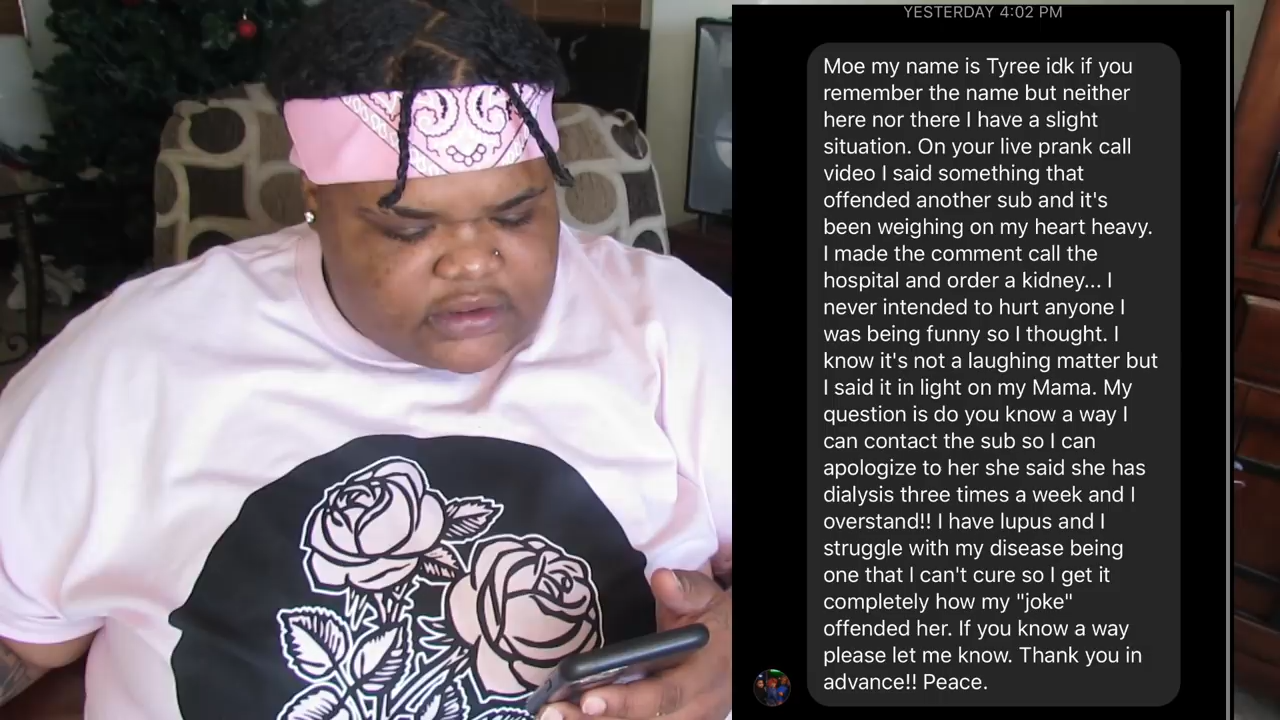 YESTERDAY 4:02 PM
Moe my name is Tyree idk if you
remember the name but neither
here nor there I have a slight
situation. On your live prank call
video I said something that
offended another sub and it's
been weighing on my heart heavy.
I made the comment call the
hospital and order a kidney... I
never intended to hurt anyone I
was being funny so I thought. I
know it's not a laughing matter but
I said it in light on my Mama. My
question is do you know a way I
can contact the sub so I can
apologize to her she said she has
dialysis three times a week and I
overstand!! I have lupus and I
struggle with my disease being
one that I can't cure so I get it
completely how my "joke"
offended her. If you know a way
please let me know. Thank you in
advance!! Peace.